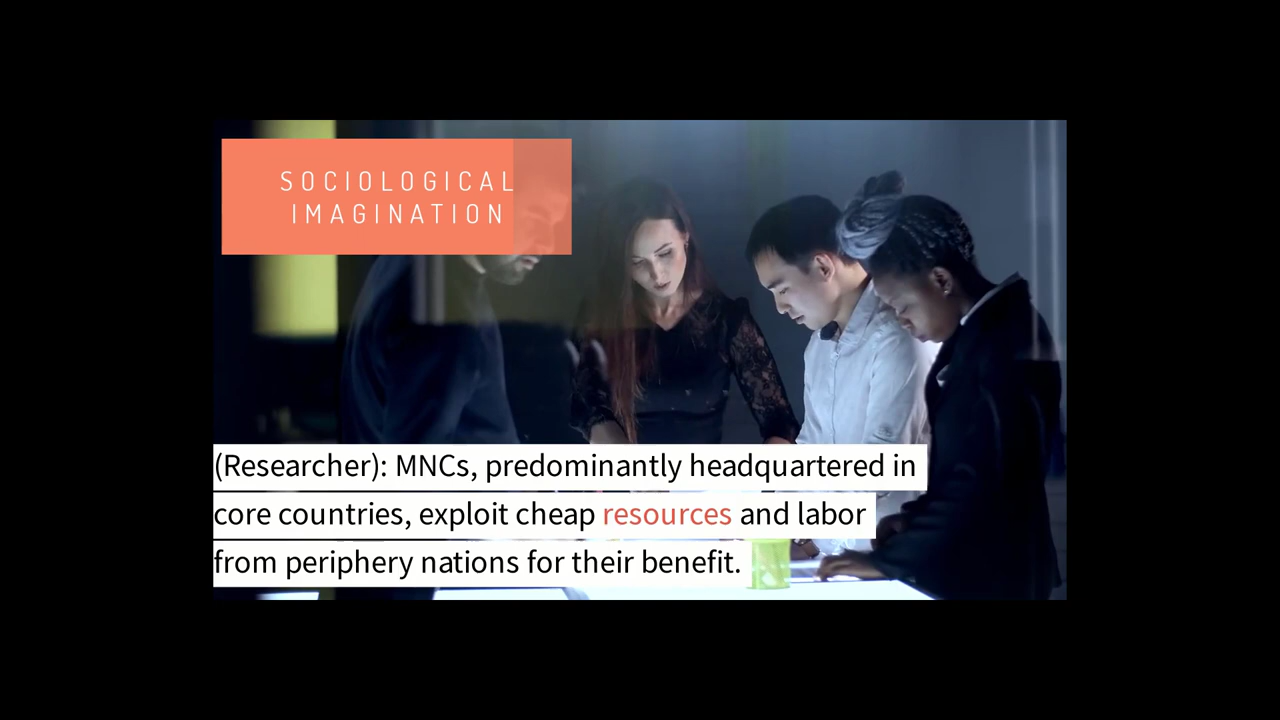 SOCIOLOGICAL
IMAGINATION
(Researcher): MNCs, predominantly headquartered in
core countries, exploit cheap resources and labor
from periphery nations for their benefit.